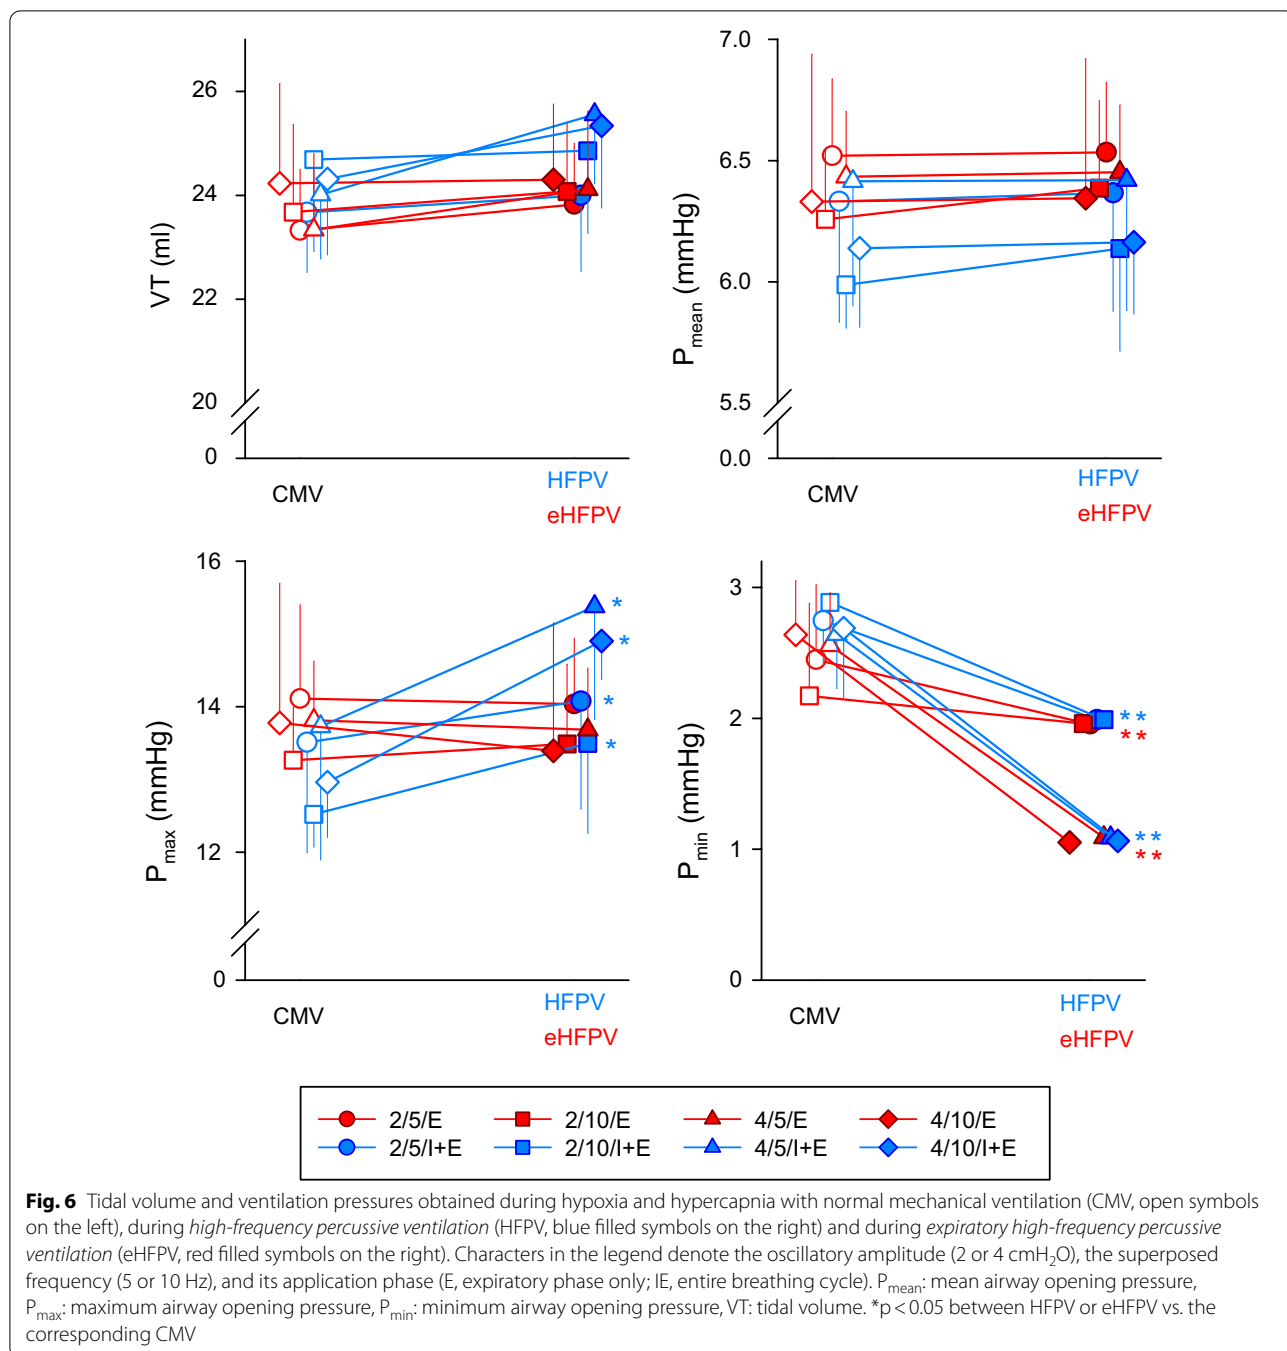 26
24
22
20
0
VT (ml)
CMV
HFPV
eHFPV
7.0
6.5
6.0
5.5
0.0
Pmean (mmHg)
CMV
HFPV
eHFPV
16
14
12
0
Pmax (mmHg)
*
*
*
*
CMV
HFPV
eHFPV
3
2
1
0
Pmin (mmHg)
**
**
**
**
CMV
HFPV
eHFPV
2/5/E 2/10/E 4/5/E 4/10/E
2/5/I+E 2/10/I+E 4/5/I+E 4/10/I+E
Fig. 6 Tidal volume and ventilation pressures obtained during hypoxia and hypercapnia with normal mechanical ventilation (CMV, open symbols
on the left), during high-frequency percussive ventilation (HFPV, blue filled symbols on the right) and during expiratory high-frequency percussive
ventilation (eHFPV, red filled symbols on the right). Characters in the legend denote the oscillatory amplitude (2 or 4 cmH2O), the superposed
frequency (5 or 10 Hz), and its application phase (E, expiratory phase only; IE, entire breathing cycle). Pmean: mean airway opening pressure,
Pmax: maximum airway opening pressure, Pmin: minimum airway opening pressure, VT: tidal volume. *p < 0.05 between HFPV or eHFPV vs. the
corresponding CMV